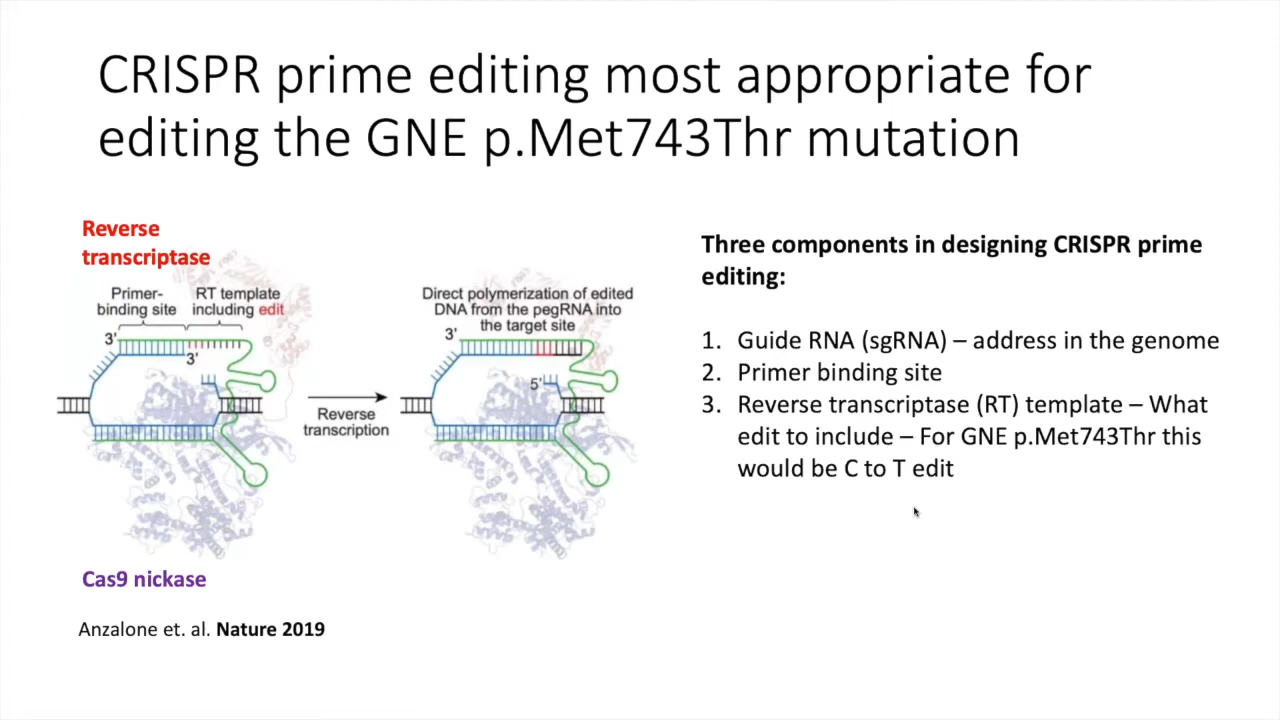 CRISPR prime editing most appropriate for
editing the GNE p.Met743Thr mutation
Reverse
transcriptase
Primer-
binding site
RT template
including edit
3'
3'
Reverse
transcription
Direct polymerization of edited
DNA from the pegRNA into
the target site
3'
5'
Cas9 nickase
Anzalone et. al. Nature 2019
Three components in designing CRISPR prime
editing:
1. Guide RNA (sgRNA) – address in the genome
2. Primer binding site
3. Reverse transcriptase (RT) template – What
edit to include – For GNE p.Met743Thr this
would be C to T edit